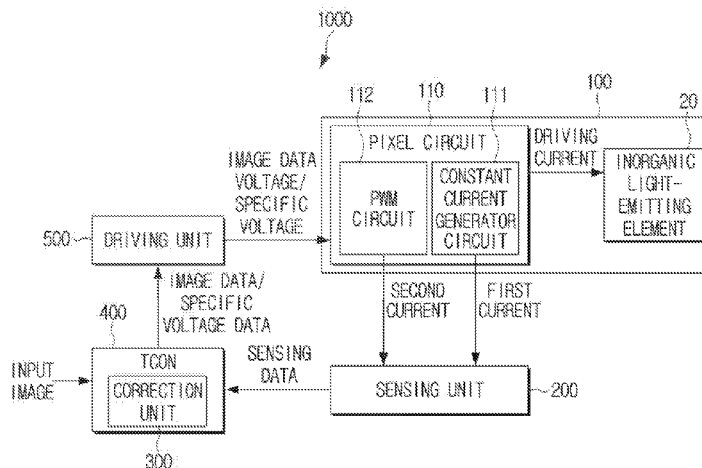 1000
100
112
110
111
20
PIXEL CIRCUIT
DRIVING
CURRENT
INORGANIC
LIGHT-
EMITTING
ELEMENT
IMAGE DATA
VOLTAGE/
SPECIFIC
VOLTAGE
PWM
CIRCUIT
CONSTANT
CURRENT
GENERATOR
CIRCUIT
500
DRIVING UNIT
IMAGE DATA/
SPECIFIC
VOLTAGE DATA
SECOND
CURRENT
FIRST
CURRENT
400
TCON
INPUT
IMAGE
CORRECTION
UNIT
SENSING
DATA
SENSING UNIT
200
300